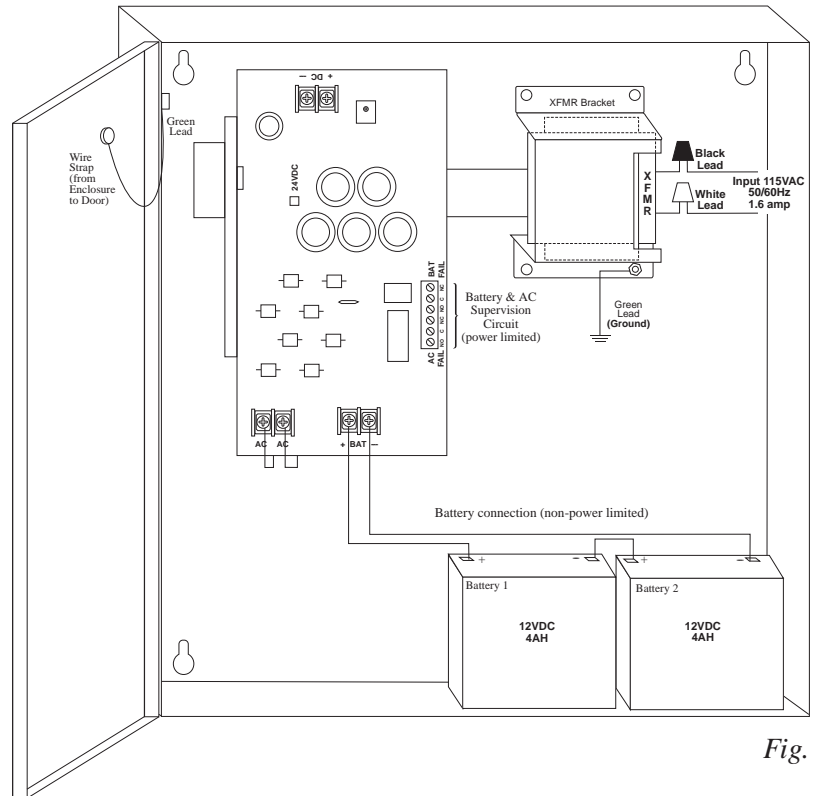 + DC –
XFMR Bracket
Green
Lead
Wire
Strap
(from
Enclosure
to Door)
24VDC
Black
Lead
White
Lead
Input 115VAC
50/60Hz
1.6 amp
X
F
M
R
BAT
FAIL
NC
C
NO
NC
C
NO
AC
FAIL
Battery & AC
Supervision
Circuit
(power limited)
Green
Lead
(Ground)
AC AC
+ BAT –
Battery connection (non-power limited)
+ –
+ –
Battery 1
Battery 2
12VDC
4AH
12VDC
4AH
Fig.